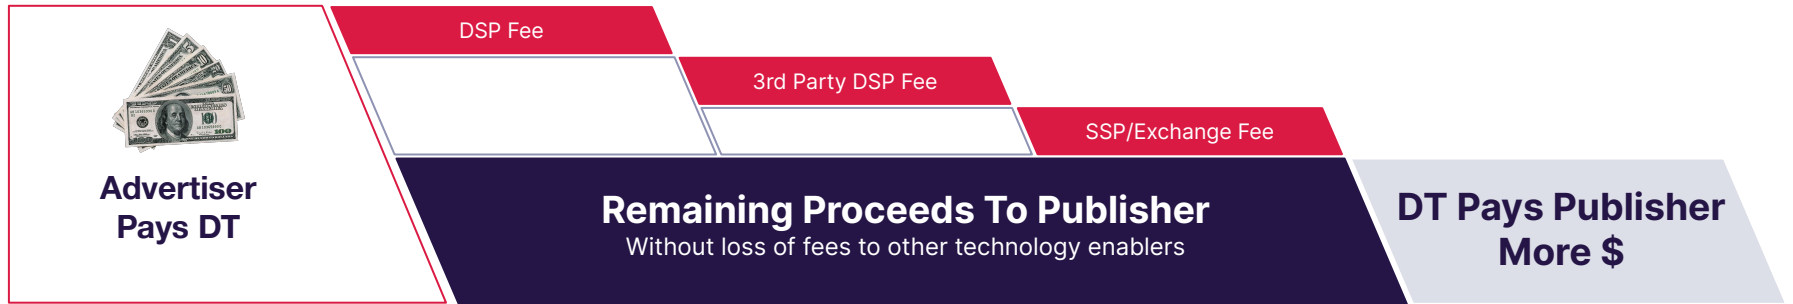 DSP Fee
3rd Party DSP Fee
SSP/Exchange Fee
Advertiser
Pays DT
Remaining Proceeds To Publisher
Without loss of fees to other technology enablers
DT Pays Publisher
More $